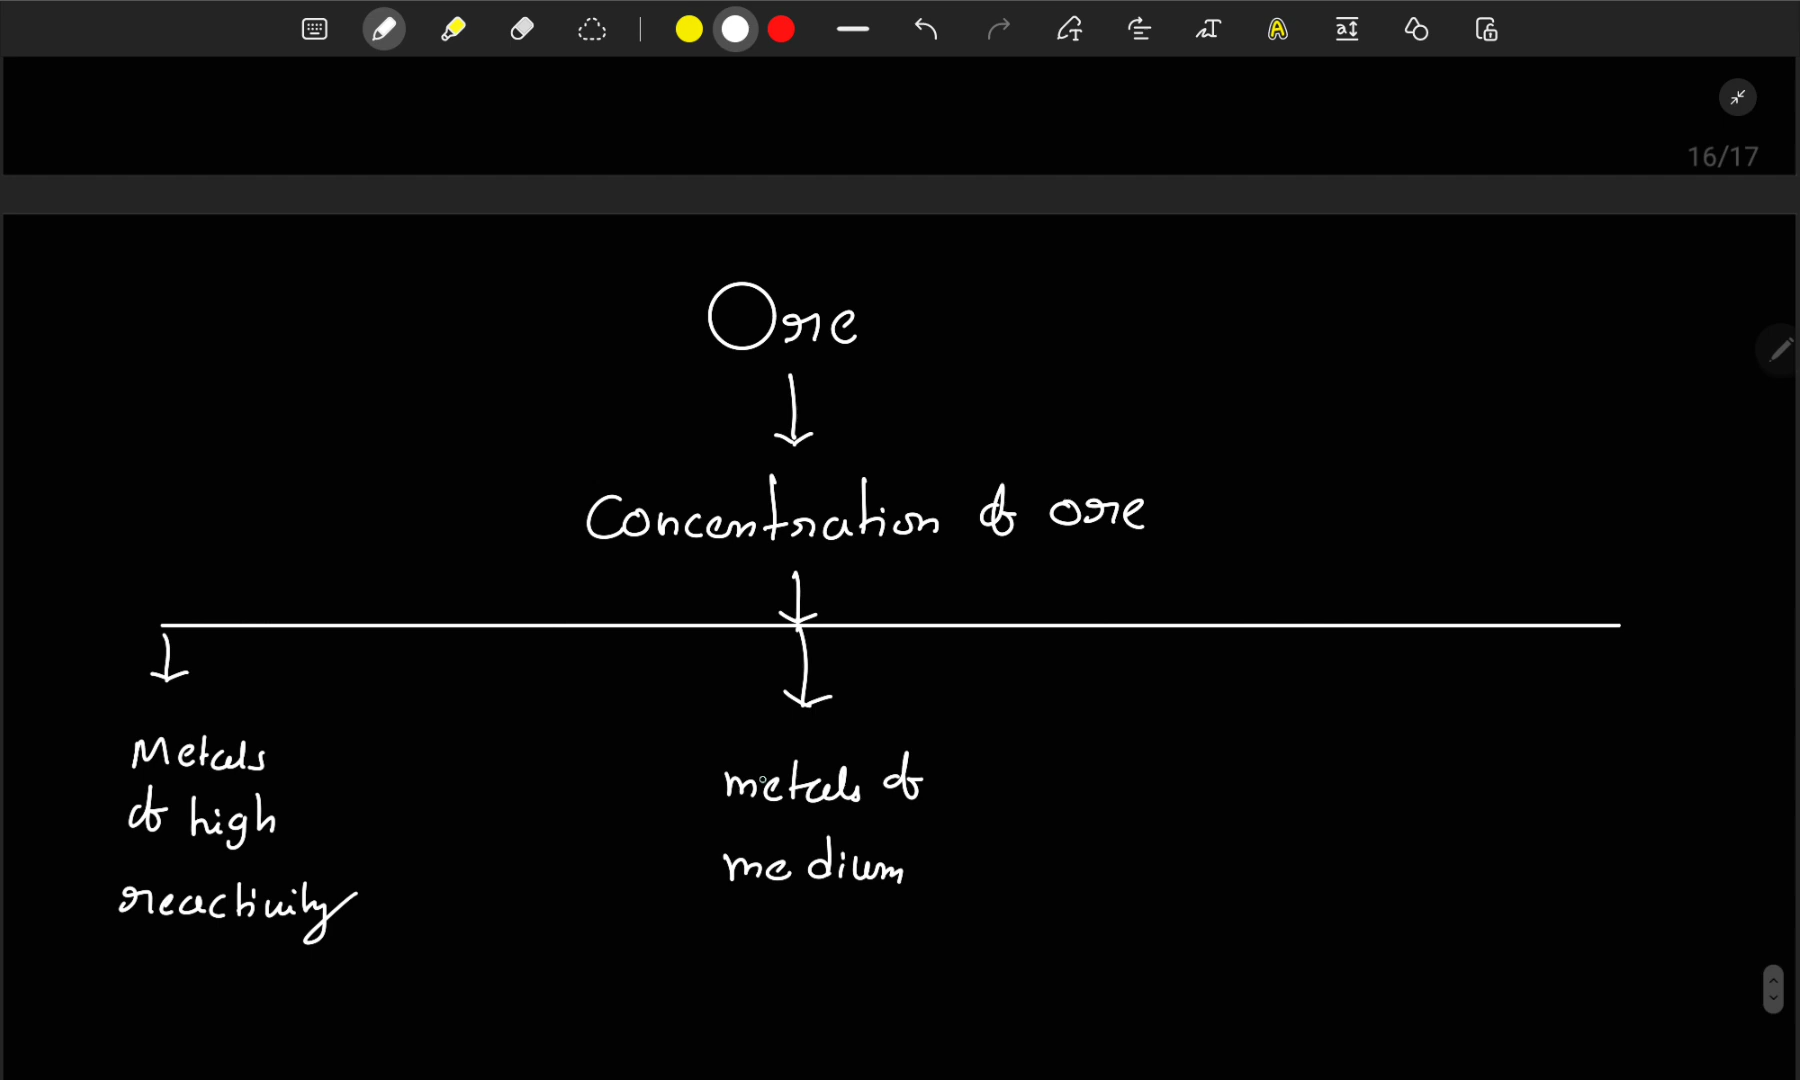 16/17
Ore
Concentration of ore
Metals
of high
reactivity
metals of
medium